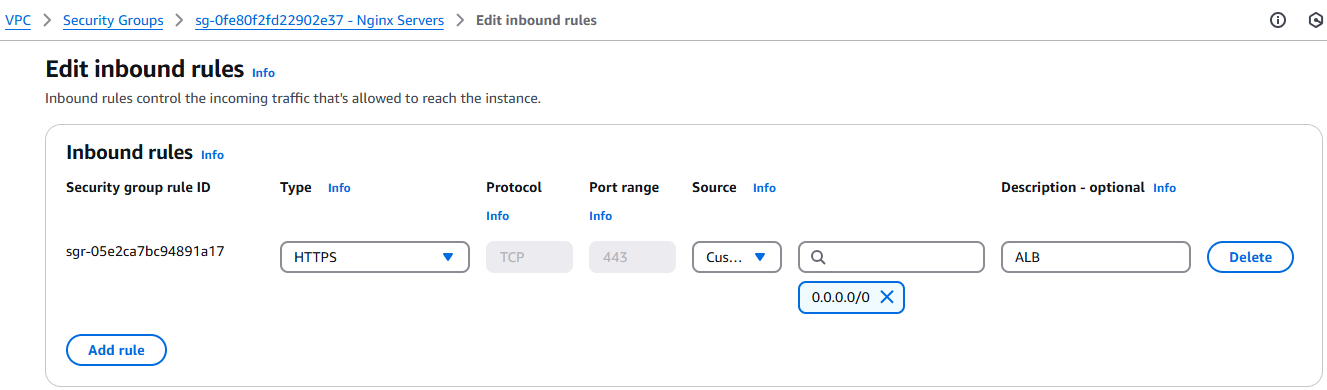 VPC > Security Groups > sg-0fe80f2fd22902e37 - Nginx Servers > Edit inbound rules
Edit inbound rules Info
Inbound rules control the incoming traffic that's allowed to reach the instance.
Inbound rules Info
Security group rule ID Type Info Protocol Info Port range Info Source Info Description - optional Info
sgr-05e2ca7bc94891a17 HTTPS TCP 443 Cus... ALB Delete
0.0.0.0/0
Add rule